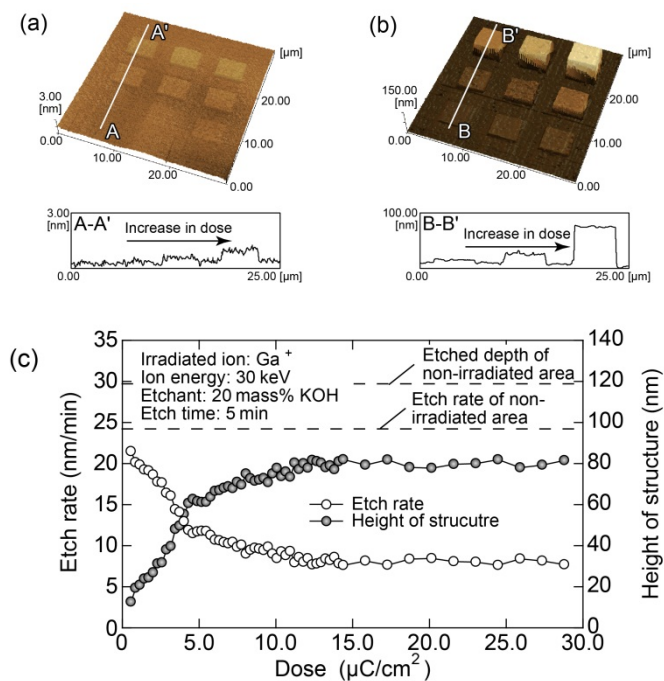 (a)
A'
A
[µm]
3.00
[nm]
20.00
10.00
0.00
10.00
20.00
0.00
3.00
[nm]
A-A'
Increase in dose
0.00
25.00
[µm]
(b)
B'
B
[µm]
150.00
[nm]
20.00
10.00
0.00
10.00
20.00
0.00
100.00
[nm]
B-B'
Increase in dose
0.00
25.00
[µm]
(c)
Irradiated ion: Ga +
Ion energy: 30 keV
Etchant: 20 mass% KOH
Etch time: 5 min
Etched depth of
non-irradiated area
Etch rate of non-
irradiated area
Etch rate
Height of strucutre
Etch rate (nm/min)
35
30
25
20
15
10
5
0
Height of structure (nm)
140
120
100
80
60
40
20
0
0 5.0 10.0 15.0 20.0 25.0 30.0
Dose (µC/cm2)